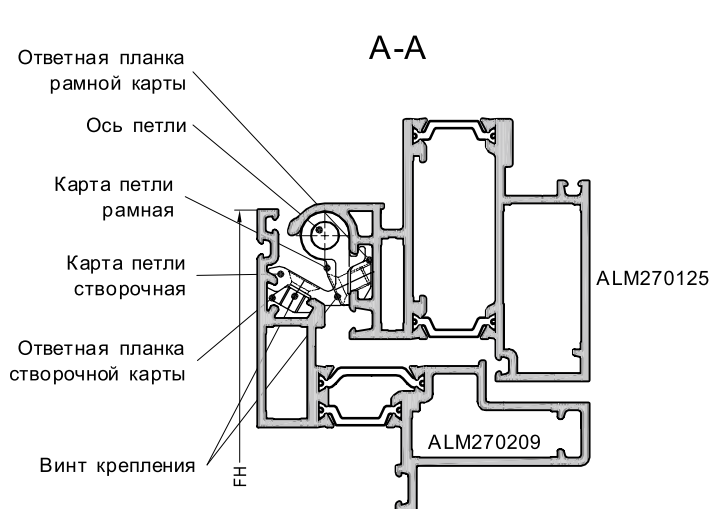 А-А
Ответная планка
рамной карты
Ось петли
Карта петли
рамная
Карта петли
створочная
Ответная планка
створочной карты
Винт крепления
FH
ALM270125
ALM270209